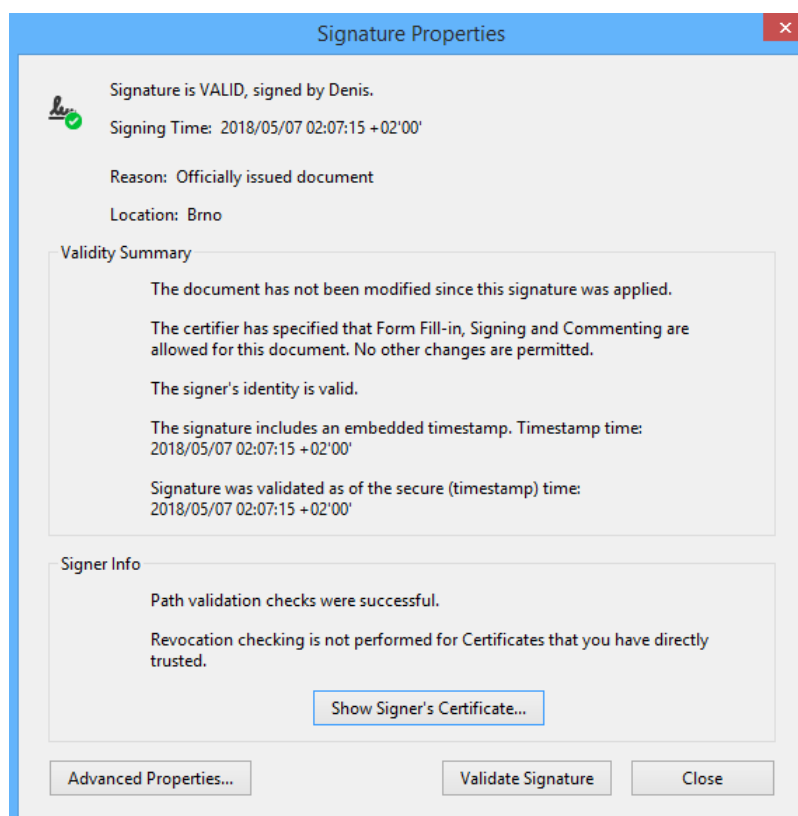 Signature Properties
Signature is VALID, signed by Denis.
Signing Time: 2018/05/07 02:07:15 +02'00'
Reason: Officially issued document
Location: Brno
Validity Summary
The document has not been modified since this signature was applied.
The certifier has specified that Form Fill-in, Signing and Commenting are
allowed for this document. No other changes are permitted.
The signer's identity is valid.
The signature includes an embedded timestamp. Timestamp time:
2018/05/07 02:07:15 +02'00'
Signature was validated as of the secure (timestamp) time:
2018/05/07 02:07:15 +02'00'
Signer Info
Path validation checks were successful.
Revocation checking is not performed for Certificates that you have directly
trusted.
Show Signer's Certificate...
Advanced Properties...
Validate Signature
Close